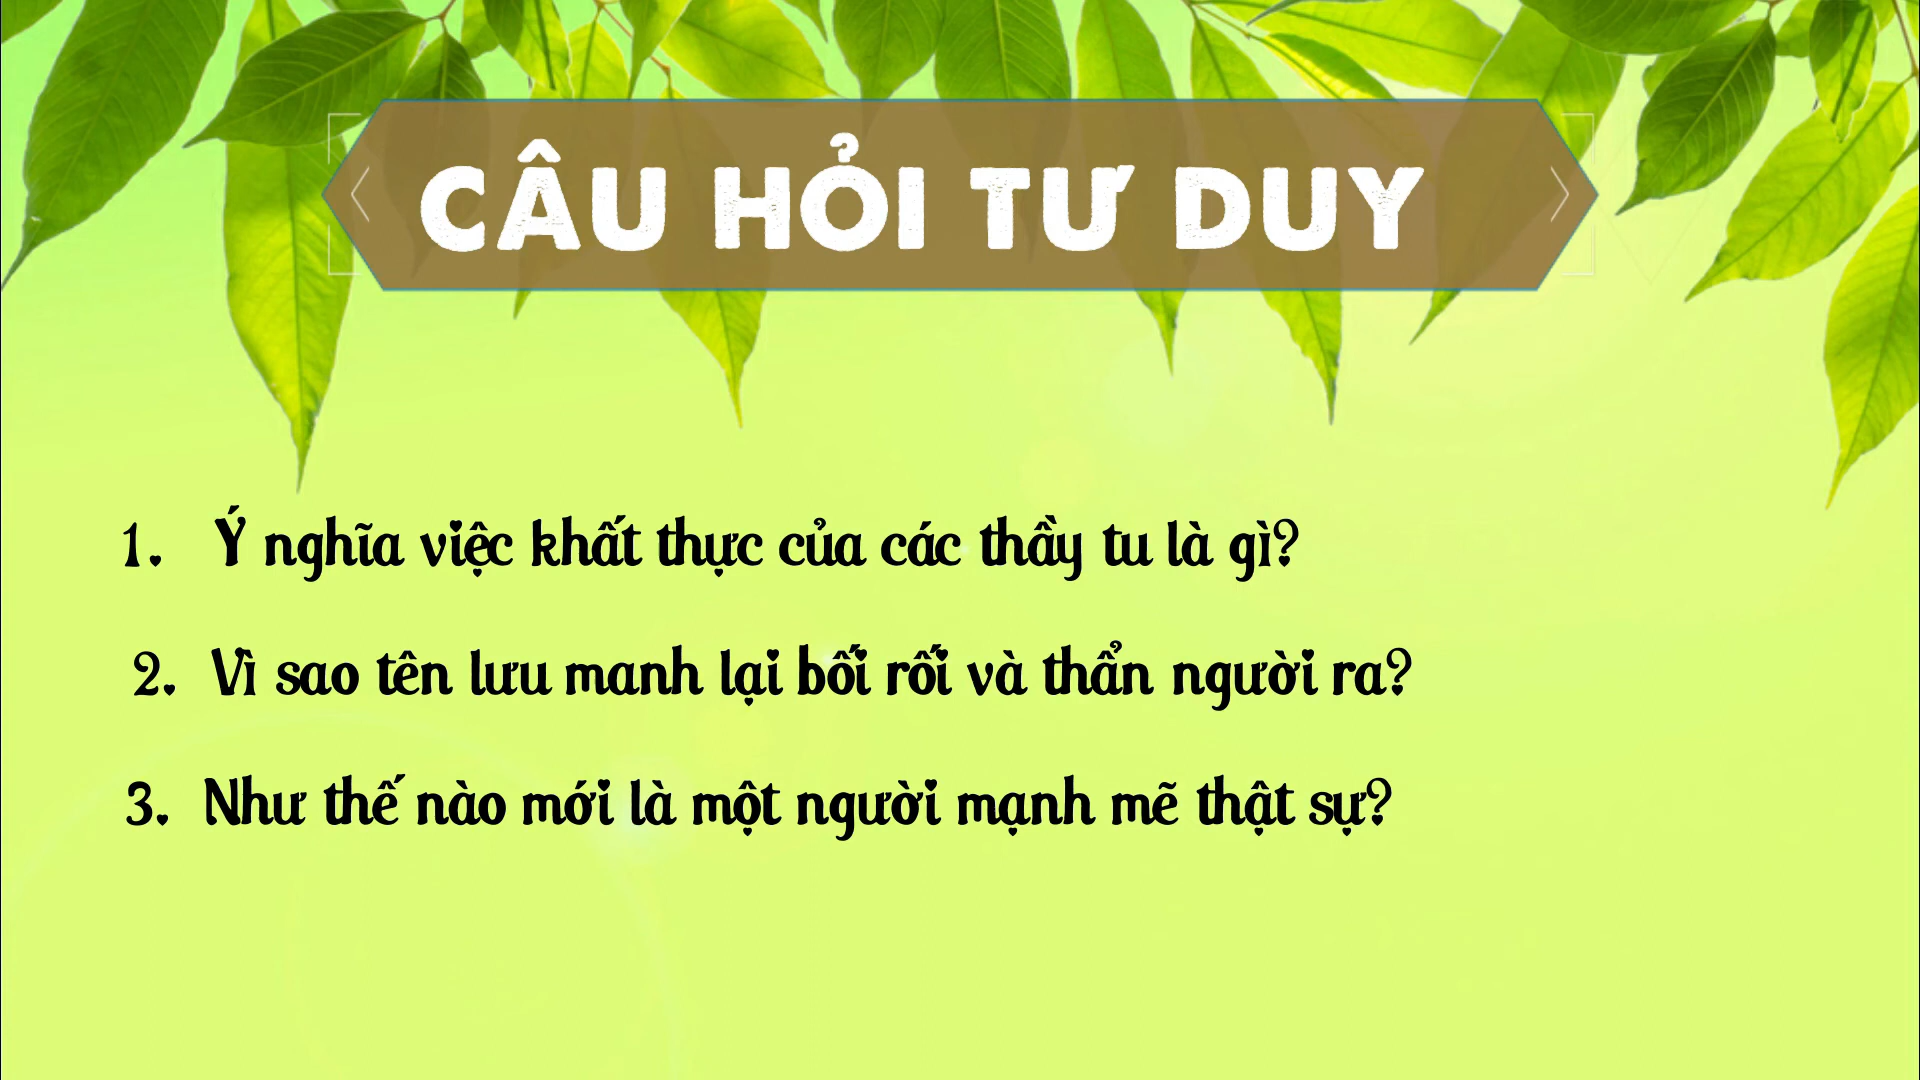 CÂU HỎI TƯ DUY
1. Ý nghĩa việc khất thực của các thầy tu là gì?
2. Vì sao tên lưu manh lại bối rối và thẩn người ra?
3. Như thế nào mới là một người mạnh mẽ thật sự?